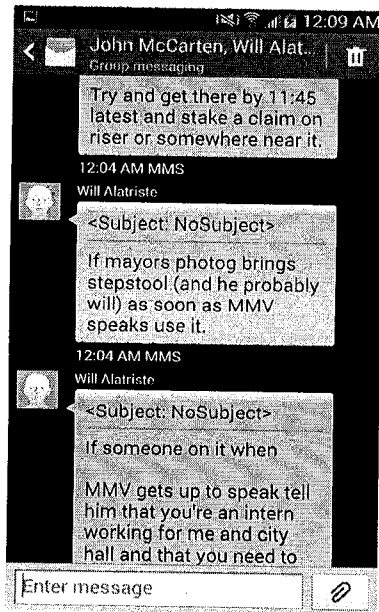 12:09 AM
John McCarten, Will Alat...
Group messaging
Try and get there by 11:45
latest and stake a claim on
riser or somewhere near it.
12:04 AM MMS
Will Alatriste
<Subject: NoSubject>
If mayors photog brings
stepstool (and he probably
will) as soon as MMV
speaks use it.
12:04 AM MMS
Will Alatriste
<Subject: NoSubject>
If someone on it when
MMV gets up to speak tell
him that you're an intern
working for me and city
hall and that you need to
Enter message